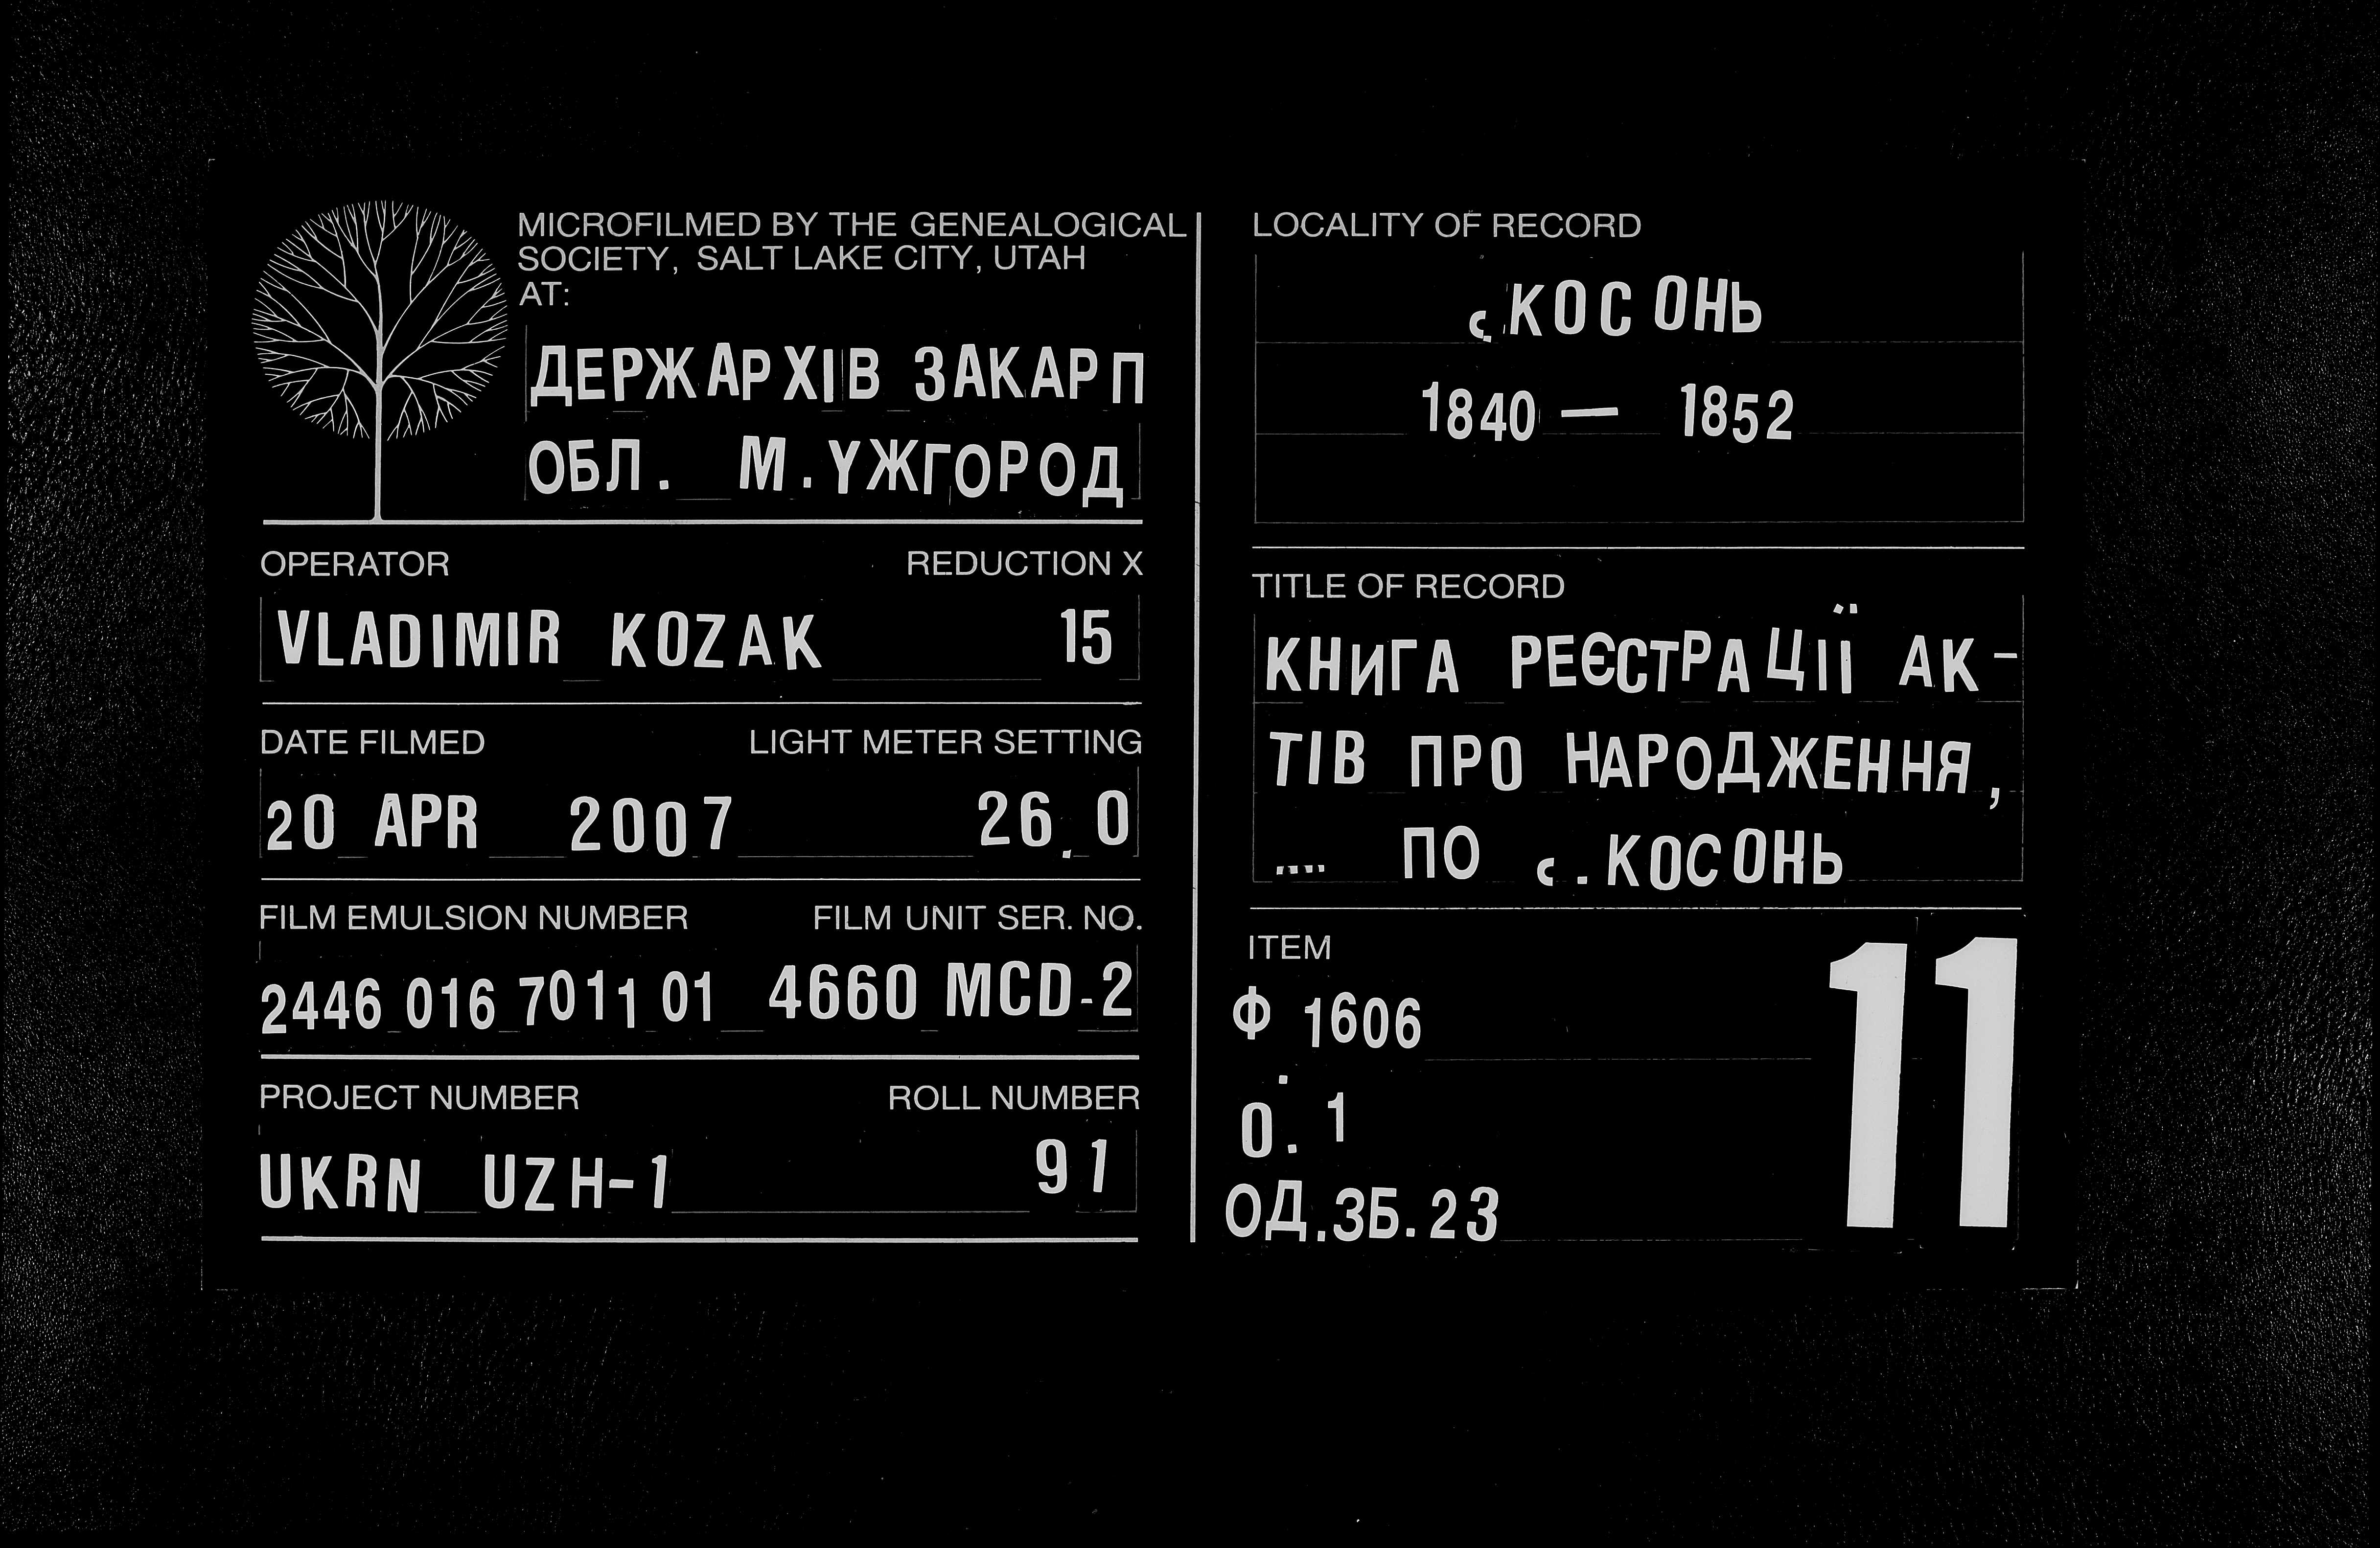 MICROFILMED BY THE GENEALOGICAL
SOCIETY, SALT LAKE CITY, UTAH
AT:
ДЕРЖАРХІВ ЗАКАРП
ОБЛ. М.УЖГОРОД
OPERATOR REDUCTION X
VLADIMIR KOZAK 15
DATE FILMED LIGHT METER SETTING
20 APR 2007 26.0
FILM EMULSION NUMBER FILM UNIT SER. NO.
2446 016 7011 01 4660 MCD-2
PROJECT NUMBER ROLL NUMBER
UKRN UZH-1 91
LOCALITY OF RECORD
с.КОСОНЬ
1840 — 1852
TITLE OF RECORD
КНИГА РЕЄСТРАЦІЇ АК-
ТІВ ПРО НАРОДЖЕННЯ,
.... ПО с.КОСОНЬ
ITEM
11
Ф 1606
О. 1
ОД.ЗБ.23